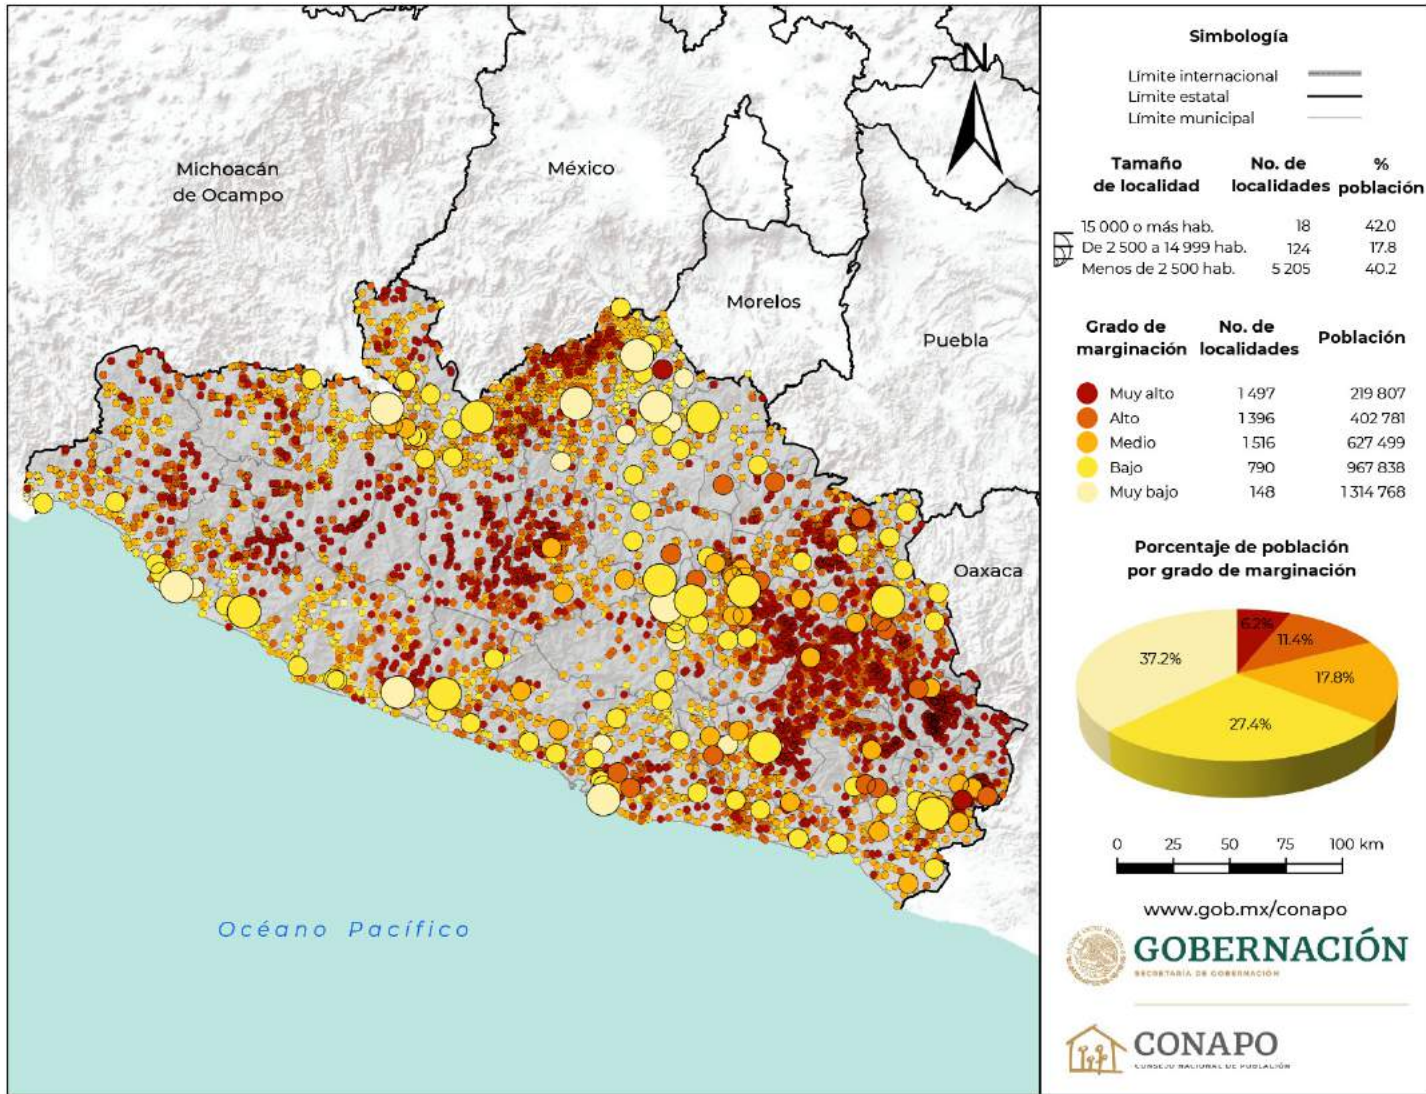 Michoacán
de Ocampo
México
Morelos
Puebla
Oaxaca
Océano Pacífico
N
Simbología
Límite internacional
Límite estatal
Límite municipal
Tamaño de localidad No. de localidades % población
15 000 o más hab. 18 42.0
De 2 500 a 14 999 hab. 124 17.8
Menos de 2 500 hab. 5 205 40.2
Grado de marginación No. de localidades Población
Muy alto 1 497 219 807
Alto 1 396 402 781
Medio 1 516 627 499
Bajo 790 967 838
Muy bajo 148 1 314 768
Porcentaje de población
por grado de marginación
6.2%
11.4%
37.2%
17.8%
27.4%
0 25 50 75 100 km
www.gob.mx/conapo
GOBERNACIÓN
SECRETARÍA DE GOBERNACIÓN
CONAPO
CONSEJO NACIONAL DE POBLACIÓN